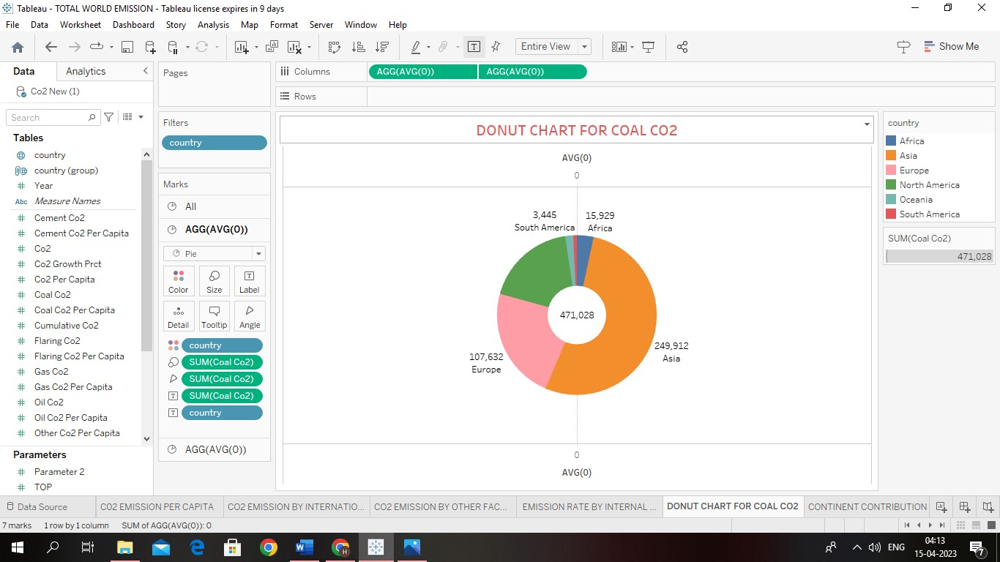 Tableau - TOTAL WORLD EMISSION - Tableau license expires in 9 days
File Data Worksheet Dashboard Story Analysis Map Format Server Window Help
Entire View
Show Me
Data Analytics
Co2 New (1)
Search
Tables
country
country (group)
Year
Abc Measure Names
Cement Co2
Cement Co2 Per Capita
Co2
Co2 Growth Prct
Co2 Per Capita
Coal Co2
Coal Co2 Per Capita
Cumulative Co2
Flaring Co2
Flaring Co2 Per Capita
Gas Co2
Gas Co2 Per Capita
Oil Co2
Oil Co2 Per Capita
Other Co2 Per Capita
Parameters
Parameter 2
TOP
Pages
Filters
country
Marks
All
AGG(AVG(0))
Pie
Color Size Label
Detail Tooltip Angle
country
SUM(Coal Co2)
SUM(Coal Co2)
SUM(Coal Co2)
country
AGG(AVG(0))
Columns AGG(AVG(0)) AGG(AVG(0))
Rows
DONUT CHART FOR COAL CO2
AVG(0)
0
3,445
South America
15,929
Africa
471,028
249,912
Asia
107,632
Europe
0
AVG(0)
country
Africa
Asia
Europe
North America
Oceania
South America
SUM(Coal Co2)
471,028
Data Source CO2 EMISSION PER CAPITA CO2 EMISSION BY INTERNATIO... CO2 EMISSION BY OTHER FAC... EMISSION RATE BY INTERNAL ... DONUT CHART FOR COAL CO2 CONTINENT CONTRIBUTION
7 marks 1 row by 1 column SUM of AGG(AVG(0)): 0
ENG
04:13
15-04-2023
7